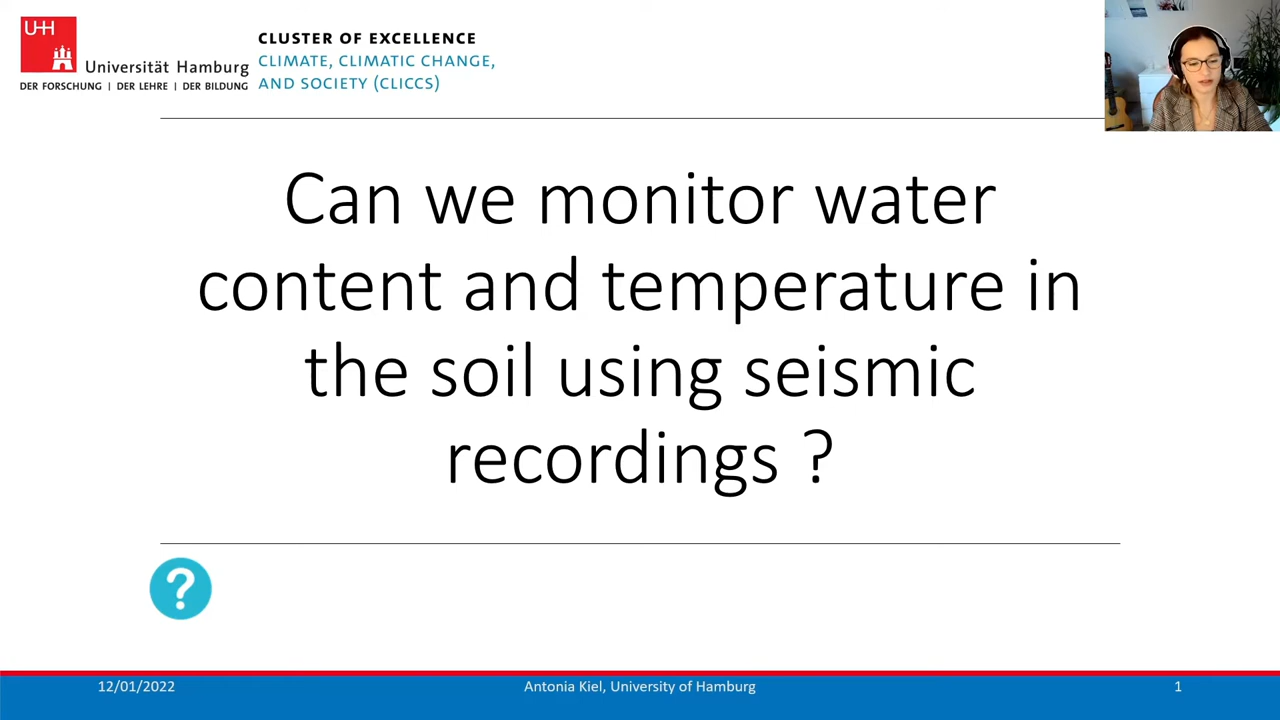 UHH
Universität Hamburg
DER FORSCHUNG | DER LEHRE | DER BILDUNG
CLUSTER OF EXCELLENCE
CLIMATE, CLIMATIC CHANGE,
AND SOCIETY (CLICCS)
Can we monitor water
content and temperature in
the soil using seismic
recordings ?
?
12/01/2022
Antonia Kiel, University of Hamburg
1